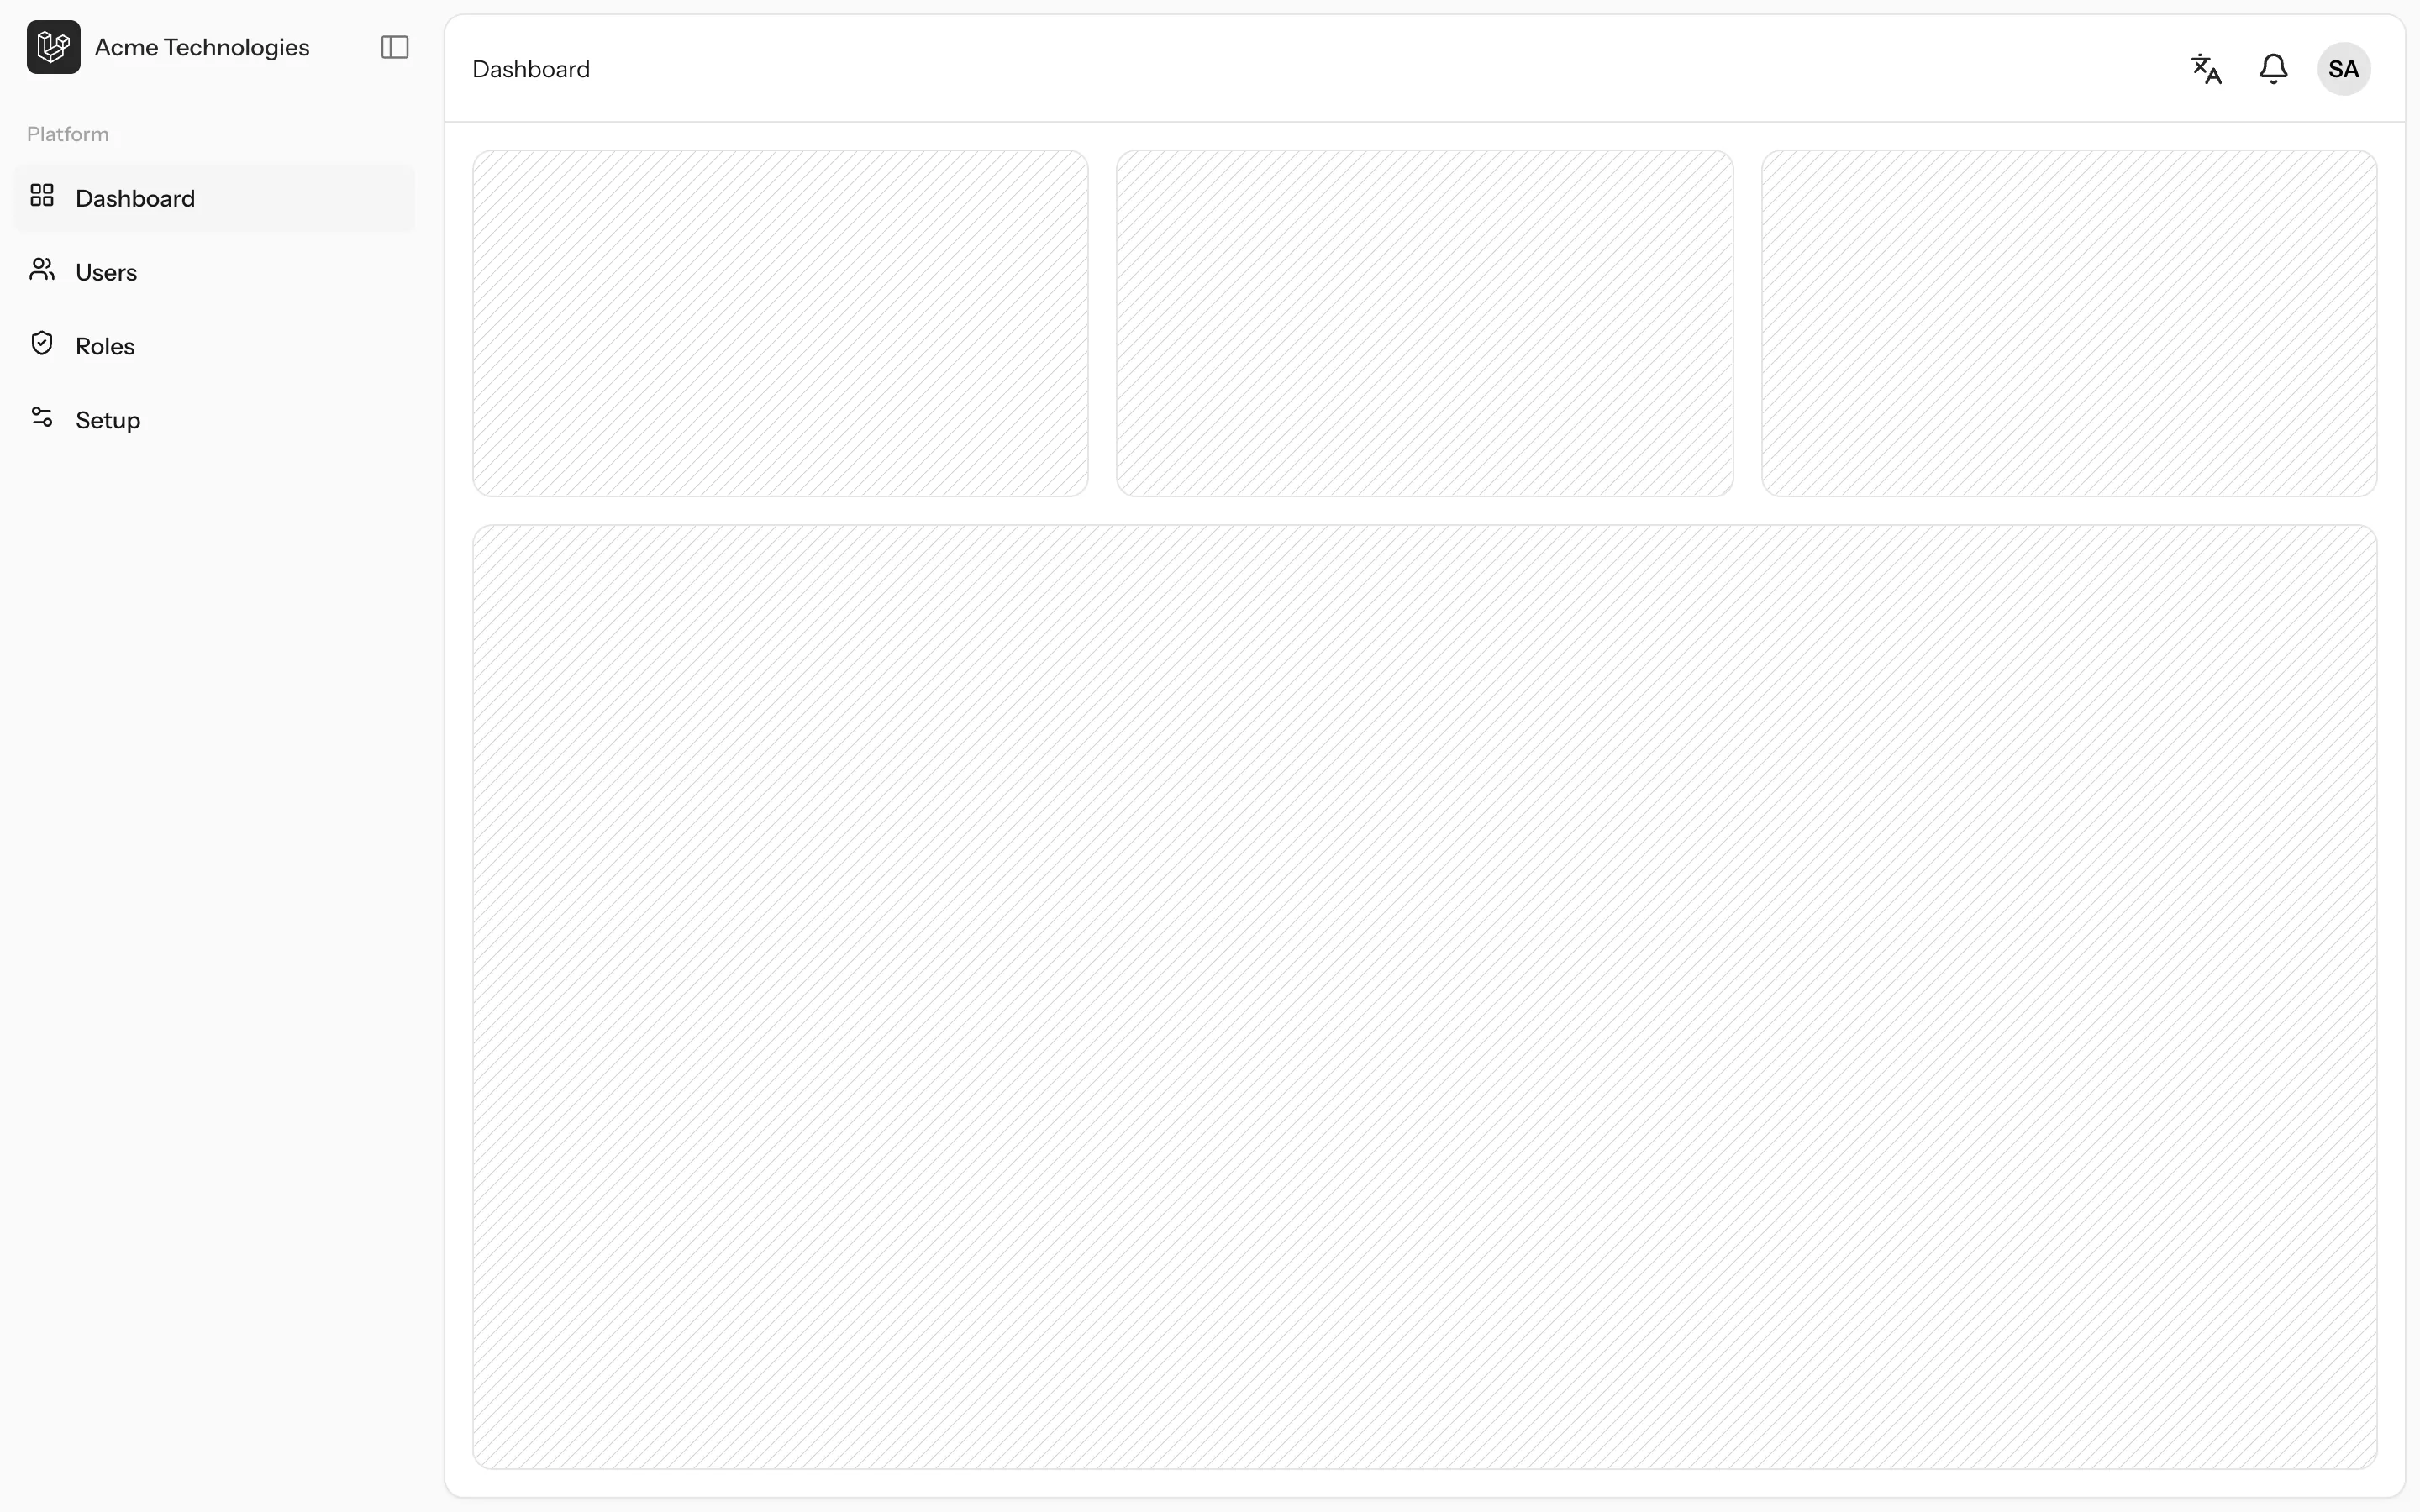 Acme Technologies
Platform
Dashboard
Users
Roles
Setup
Dashboard
SA